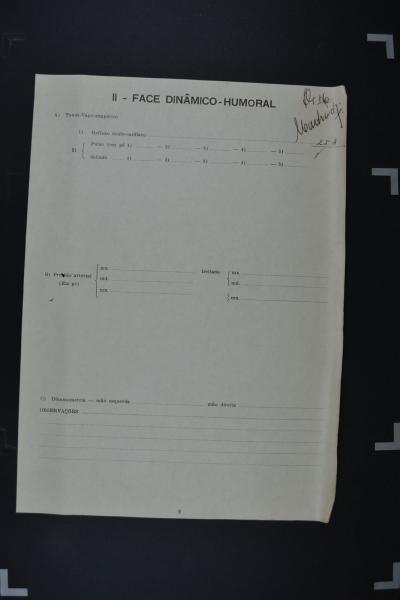 II - FACE DINÂMICO-HUMORAL
A) Tonus-Vago-simpático:
1) Reflexo óculo-cardíaco
2) Pulso (em pé 1) — 2) — 3) — 4) — 5)
deitado 1) — 2) — 3) — 4) — 5)
B) Pressão arterial
(Em pé)
mx.
md.
mn.
Deitado
mx.
md.
mn.
C) Dinamometria — mão esquerda mão direita
OBSERVAÇÕES